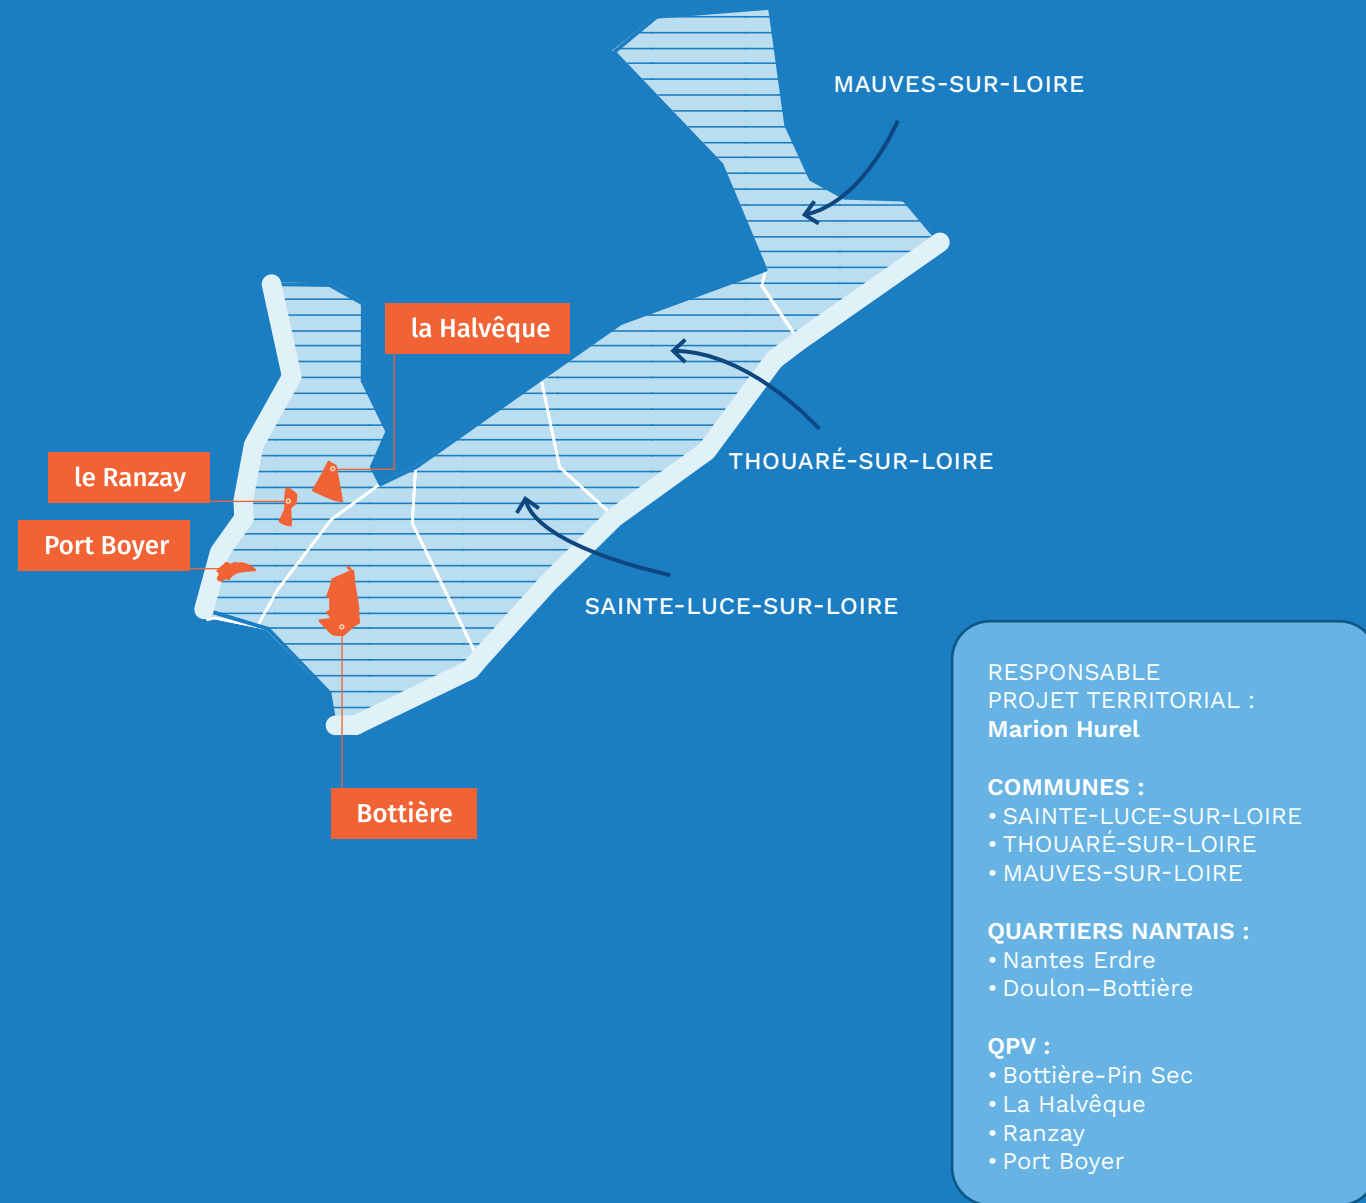 MAUVES-SUR-LOIRE
la Halvêque
THOUARÉ-SUR-LOIRE
le Ranzay
Port Boyer
SAINTE-LUCE-SUR-LOIRE
Bottière
RESPONSABLE
PROJET TERRITORIAL :
Marion Hurel
COMMUNES :
• SAINTE-LUCE-SUR-LOIRE
• THOUARÉ-SUR-LOIRE
• MAUVES-SUR-LOIRE
QUARTIERS NANTAIS :
• Nantes Erdre
• Doulon–Bottière
QPV :
• Bottière-Pin Sec
• La Halvêque
• Ranzay
• Port Boyer